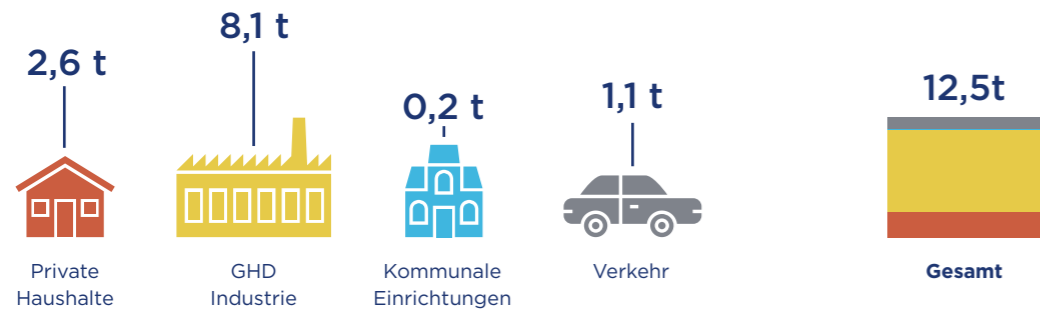 2,6 t
8,1 t
0,2 t
1,1 t
12,5t
Private
Haushalte
GHD
Industrie
Kommunale
Einrichtungen
Verkehr
Gesamt